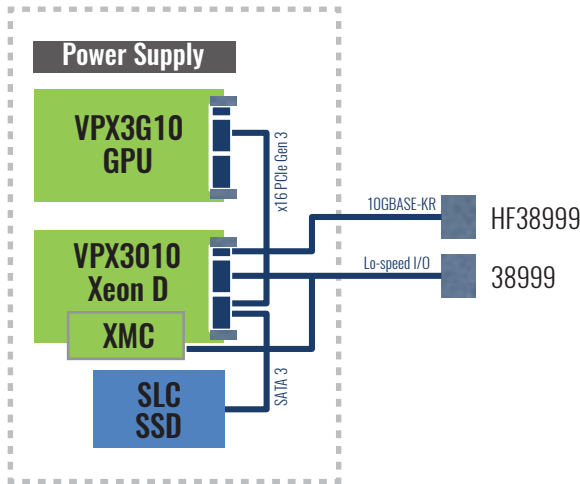 Power Supply
VPX3G10
GPU
x16 PCIe Gen 3
10GBASE-KR
HF38999
VPX3010
Xeon D
Lo-speed I/O
38999
XMC
SATA 3
SLC
SSD